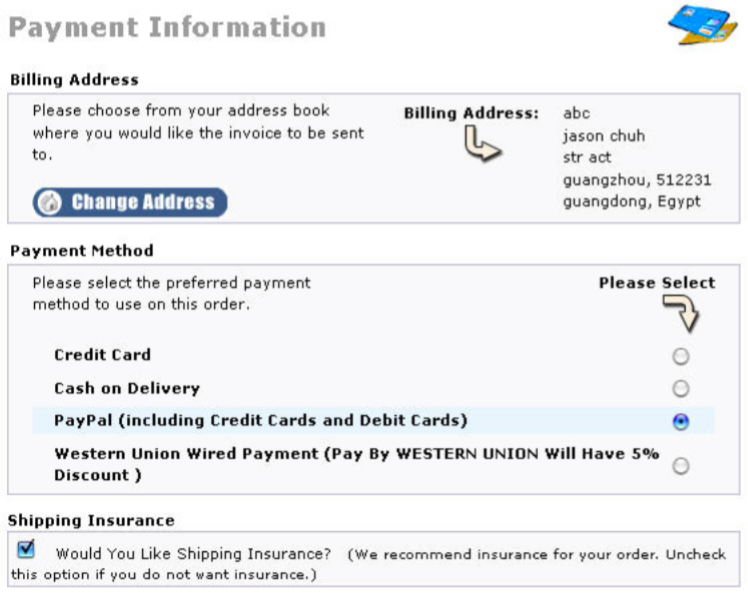 Payment Information
Billing Address
Please choose from your address book
where you would like the invoice to be sent
to.
Change Address
Billing Address:
abc
jason chuh
str act
guangzhou, 512231
guangdong, Egypt
Payment Method
Please select the preferred payment
method to use on this order.
Please Select
Credit Card
Cash on Delivery
PayPal (including Credit Cards and Debit Cards)
Western Union Wired Payment (Pay By WESTERN UNION Will Have 5%
Discount )
Shipping Insurance
Would You Like Shipping Insurance? (We recommend insurance for your order. Uncheck
this option if you do not want insurance.)